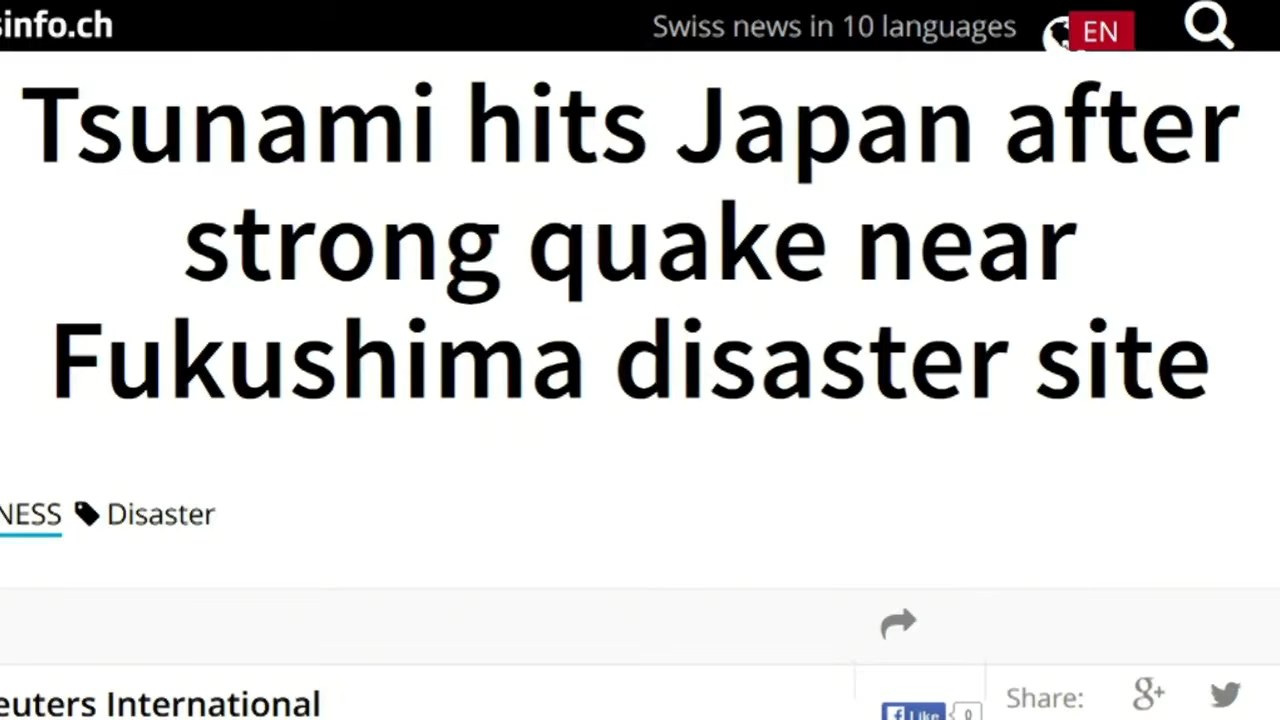 sinfo.ch
Swiss news in 10 languages
EN
Tsunami hits Japan after
strong quake near
Fukushima disaster site
NESS Disaster
euters International
Like 0
Share: g+